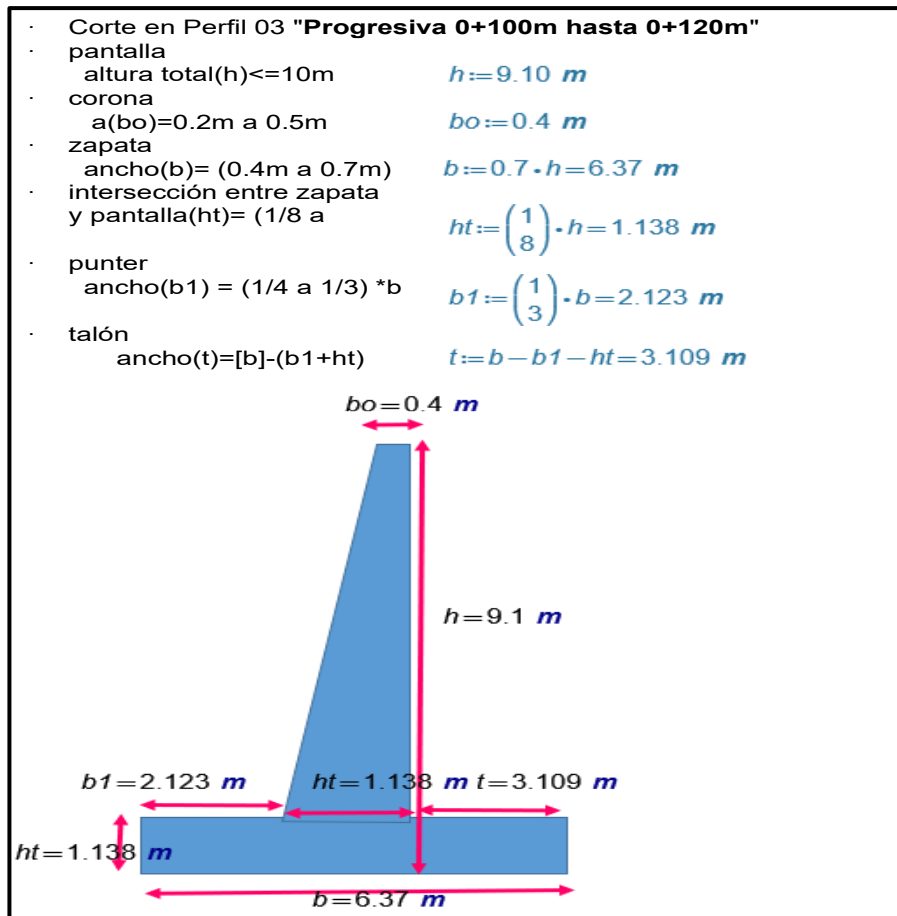 · Corte en Perfil 03 "Progresiva 0+100m hasta 0+120m"
· pantalla
altura total(h)<=10m h:=9.10 m
· corona
a(bo)=0.2m a 0.5m bo:=0.4 m
· zapata
ancho(b)= (0.4m a 0.7m) b:=0.7·h=6.37 m
· intersección entre zapata
y pantalla(ht)= (1/8 a ht:=(1/8)·h=1.138 m
· punter
ancho(b1) = (1/4 a 1/3) *b b1:=(1/3)·b=2.123 m
· talón
ancho(t)=[b]-(b1+ht) t:=b−b1−ht=3.109 m
bo=0.4 m
h=9.1 m
b1=2.123 m ht=1.138 m t=3.109 m
ht=1.138 m
b=6.37 m